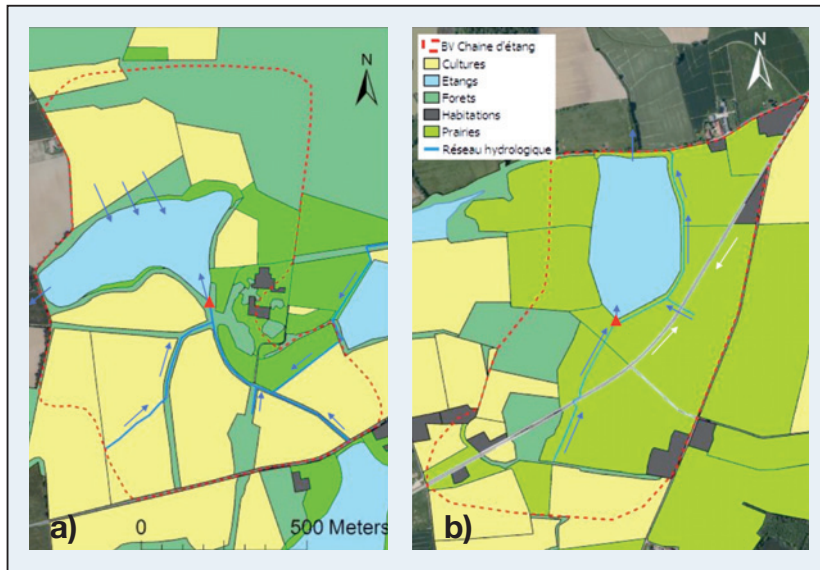 N
a)
0 500 Meters
b)
BV Chaine d'étang
Cultures
Etangs
Forets
Habitations
Prairies
Réseau hydrologique
N